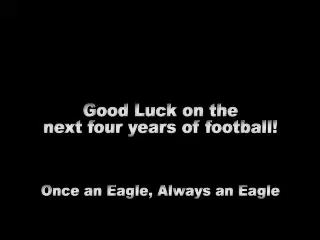 Good Luck on the
next four years of football!
Once an Eagle, Always an Eagle